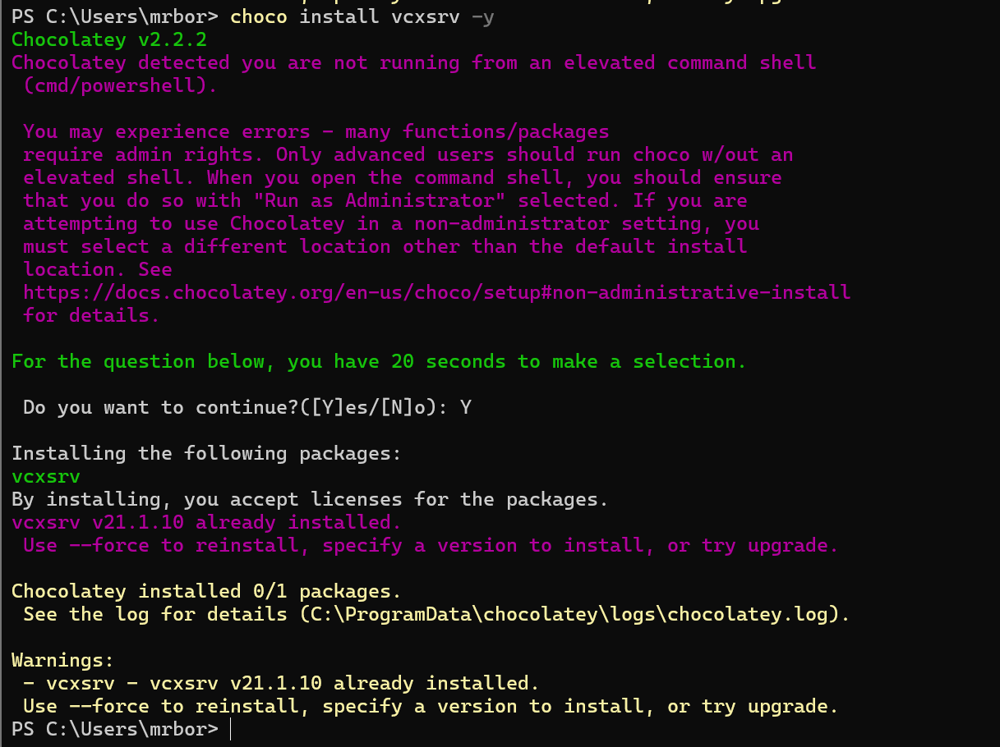 PS C:\Users\mrbor> choco install vcxsrv -y
Chocolatey v2.2.2
Chocolatey detected you are not running from an elevated command shell
 (cmd/powershell).

 You may experience errors - many functions/packages
 require admin rights. Only advanced users should run choco w/out an
 elevated shell. When you open the command shell, you should ensure
 that you do so with "Run as Administrator" selected. If you are
 attempting to use Chocolatey in a non-administrator setting, you
 must select a different location other than the default install
 location. See
 https://docs.chocolatey.org/en-us/choco/setup#non-administrative-install
 for details.

For the question below, you have 20 seconds to make a selection.

 Do you want to continue?([Y]es/[N]o): Y

Installing the following packages:
vcxsrv
By installing, you accept licenses for the packages.
vcxsrv v21.1.10 already installed.
 Use --force to reinstall, specify a version to install, or try upgrade.

Chocolatey installed 0/1 packages.
 See the log for details (C:\ProgramData\chocolatey\logs\chocolatey.log).

Warnings:
 - vcxsrv - vcxsrv v21.1.10 already installed.
 Use --force to reinstall, specify a version to install, or try upgrade.
PS C:\Users\mrbor>